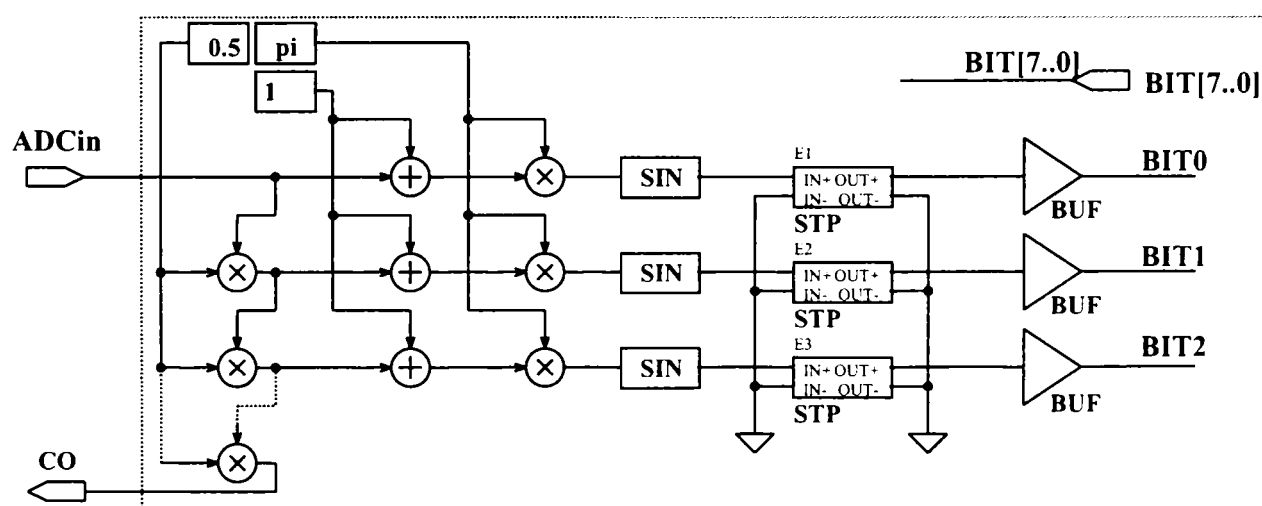 0.5 pi
BIT[7..0]
BIT[7..0]
1
ADCin
+ × SIN
E1
IN+ OUT+
IN- OUT-
STP
BUF
BIT0
× + × SIN
E2
IN+ OUT+
IN- OUT-
STP
BUF
BIT1
× + × SIN
E3
IN+ OUT+
IN- OUT-
STP
BUF
BIT2
×
CO